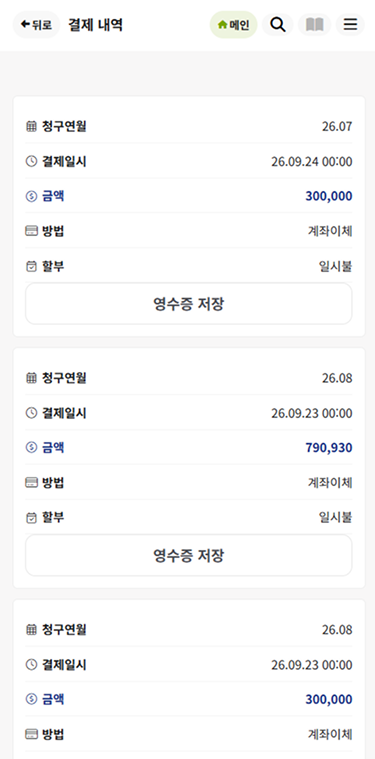 뒤로 결제 내역 메인
청구연월 26.07
결제일시 26.09.24 00:00
금액 300,000
방법 계좌이체
할부 일시불
영수증 저장
청구연월 26.08
결제일시 26.09.23 00:00
금액 790,930
방법 계좌이체
할부 일시불
영수증 저장
청구연월 26.08
결제일시 26.09.23 00:00
금액 300,000
방법 계좌이체